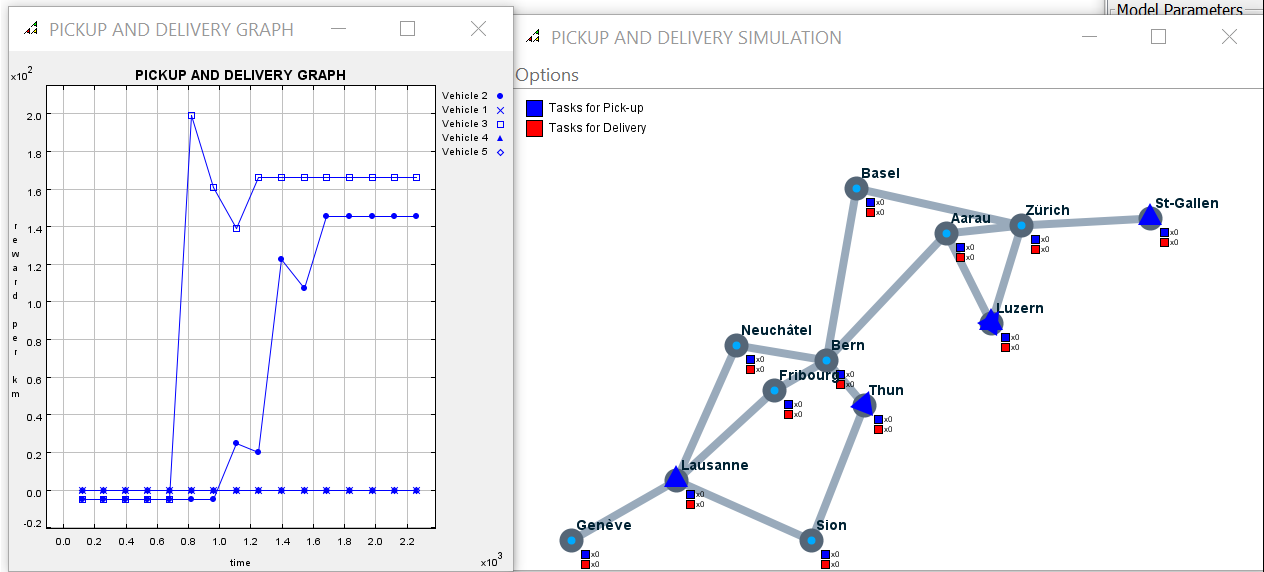 Model Parameters
PICKUP AND DELIVERY GRAPH
PICKUP AND DELIVERY SIMULATION
Options
x10^2
PICKUP AND DELIVERY GRAPH
Vehicle 2
Vehicle 1
Vehicle 3
Vehicle 4
Vehicle 5
2.0
1.8
1.6
1.4
1.2
1.0
0.8
0.6
0.4
0.2
0.0
-0.2
reward per km
0.0 0.2 0.4 0.6 0.8 1.0 1.2 1.4 1.6 1.8 2.0 2.2
time
x10^3
Tasks for Pick-up
Tasks for Delivery
Basel
x0
x0
Aarau
x0
x0
Zürich
x0
x0
St-Gallen
x0
x0
Luzern
x0
x0
Neuchâtel
x0
x0
Bern
x0
x0
Fribourg
x0
x0
Thun
x0
x0
Lausanne
x0
x0
Genève
x0
x0
Sion
x0
x0